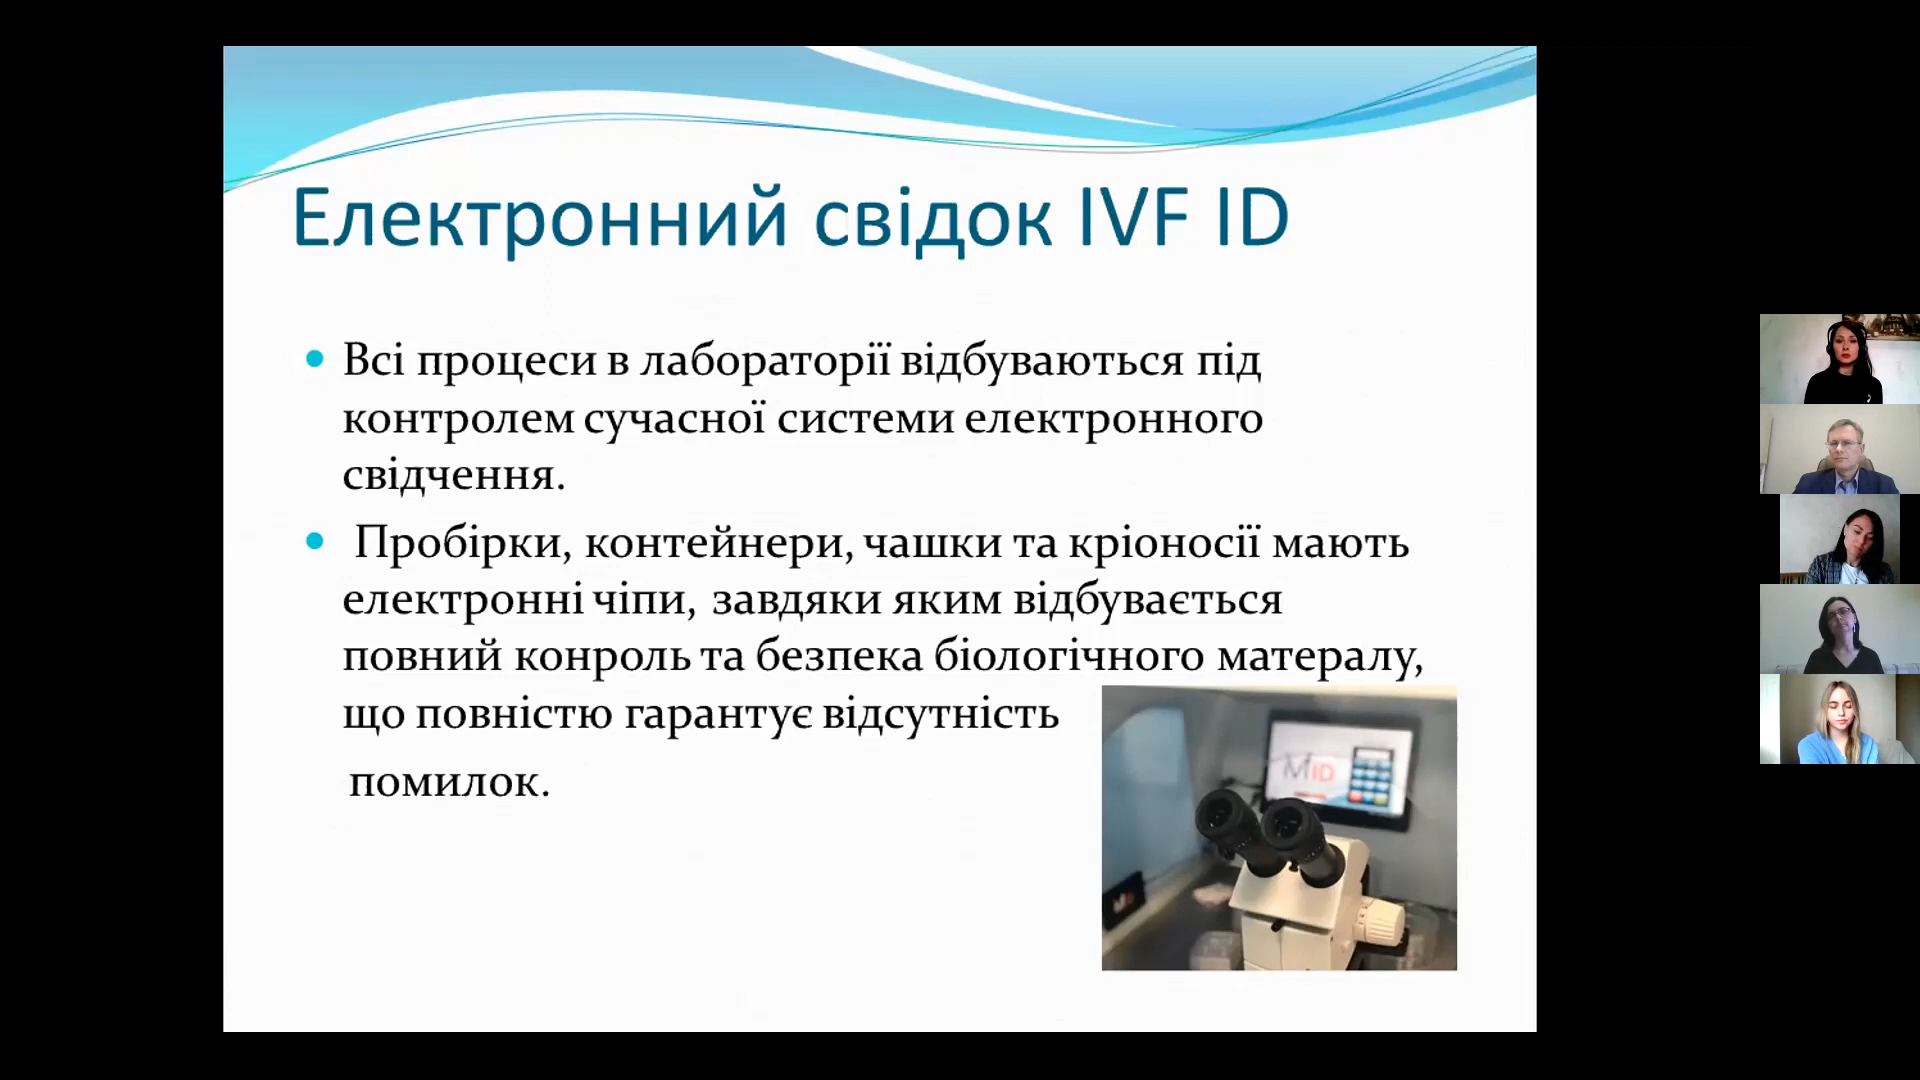 Електронний свідок IVF ID
Всі процеси в лабораторії відбуваються під
контролем сучасної системи електронного
свідчення.
Пробірки, контейнери, чашки та кріоносії мають
електронні чіпи, завдяки яким відбувається
повний конроль та безпека біологічного матералу,
що повністю гарантує відсутність
помилок.